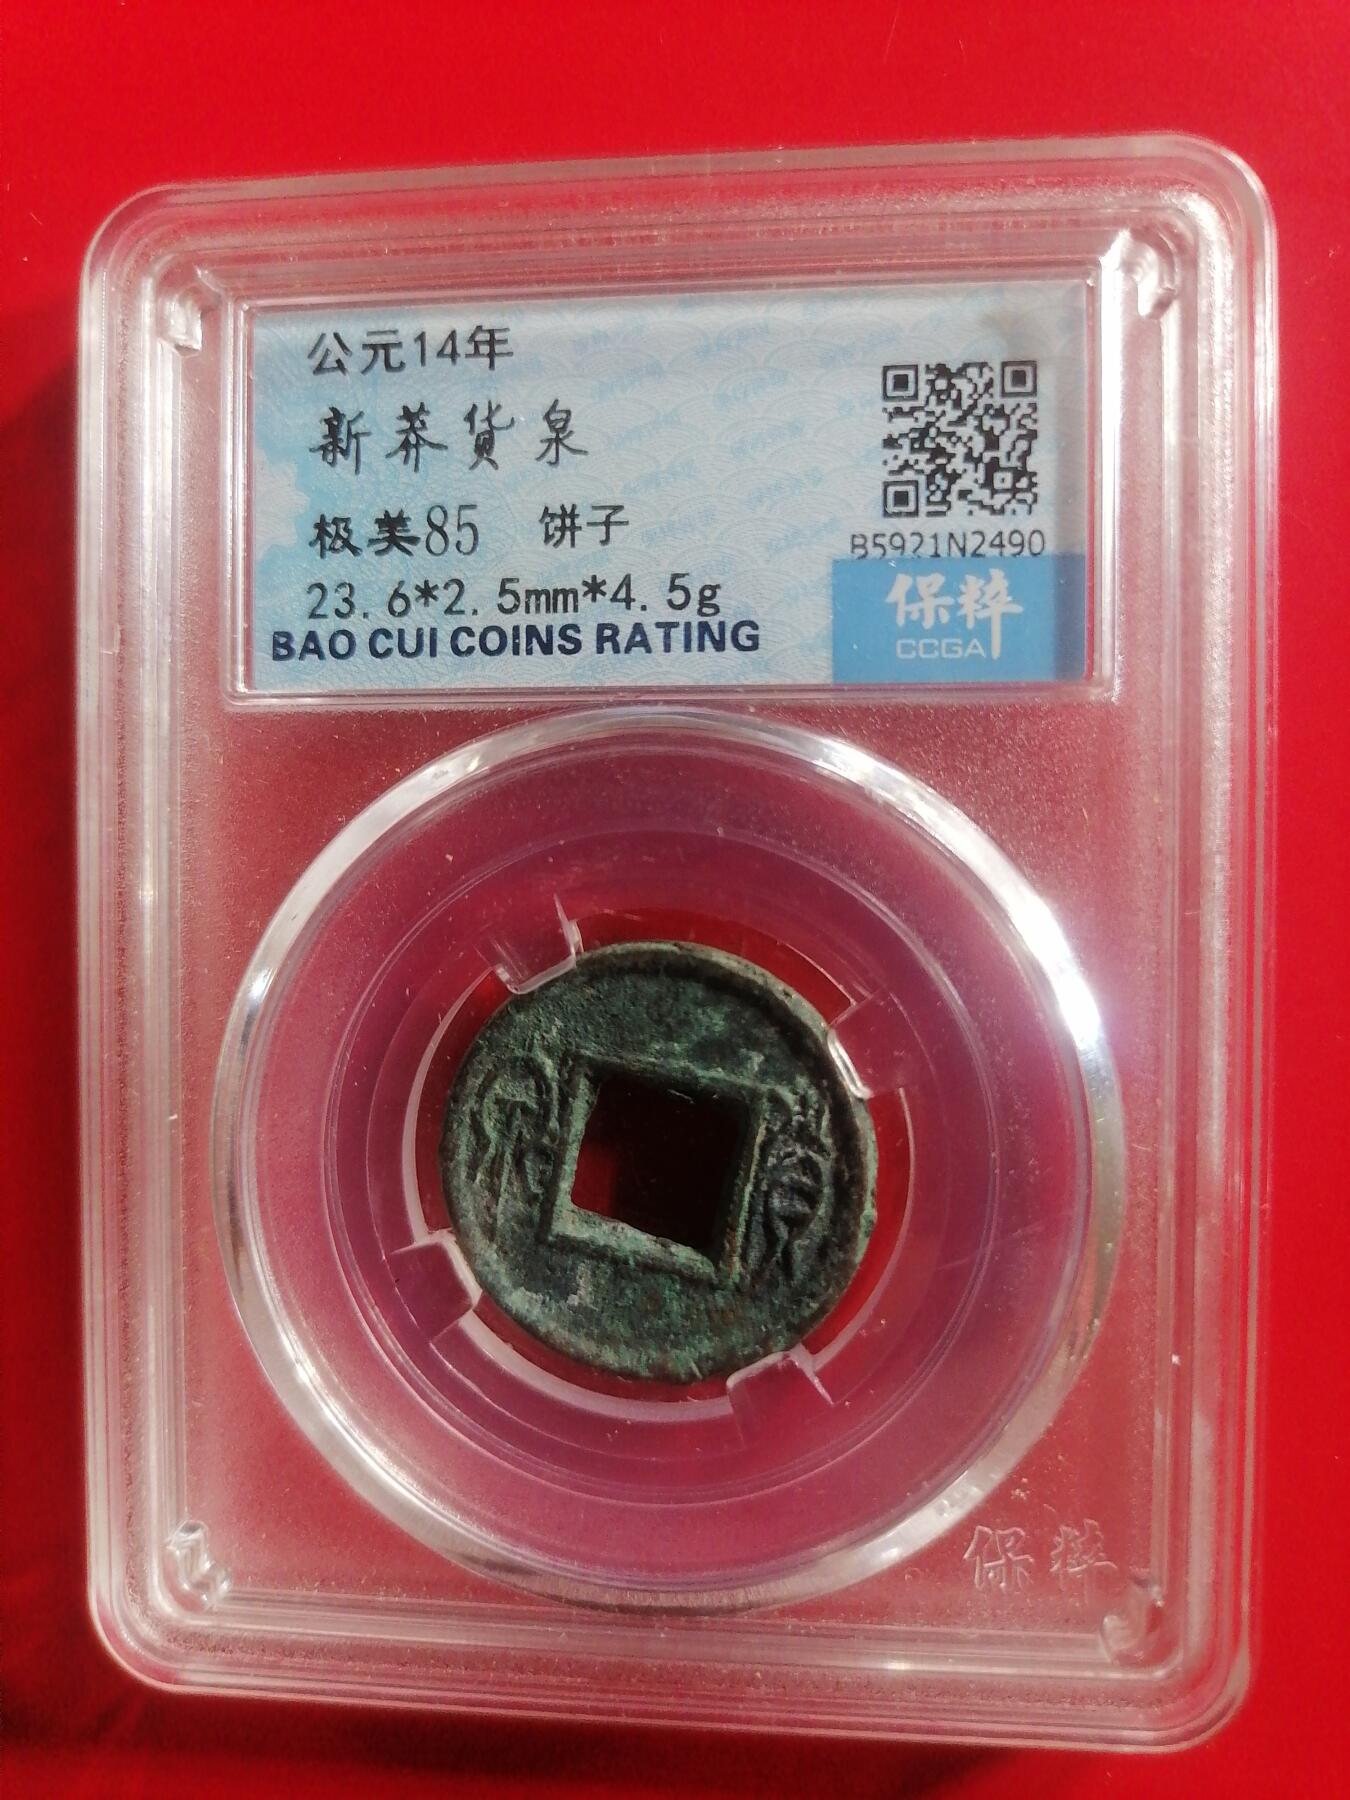 公元14年
新莽货泉
极美85 饼子
23.6*2.5mm*4.5g
BAO CUI COINS RATING
B5921N2490
保粹
CCGA
货泉
保粹